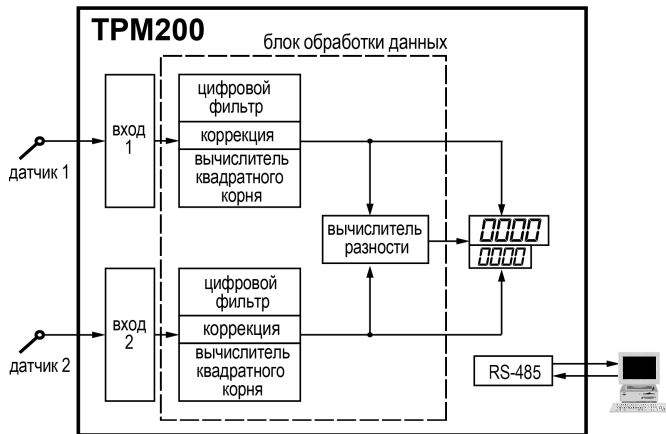 ТРМ200
блок обработки данных
цифровой
фильтр
коррекция
вычислитель
квадратного
корня
вход
1
датчик 1
вычислитель
разности
0000
0000
цифровой
фильтр
коррекция
вычислитель
квадратного
корня
вход
2
датчик 2
RS-485